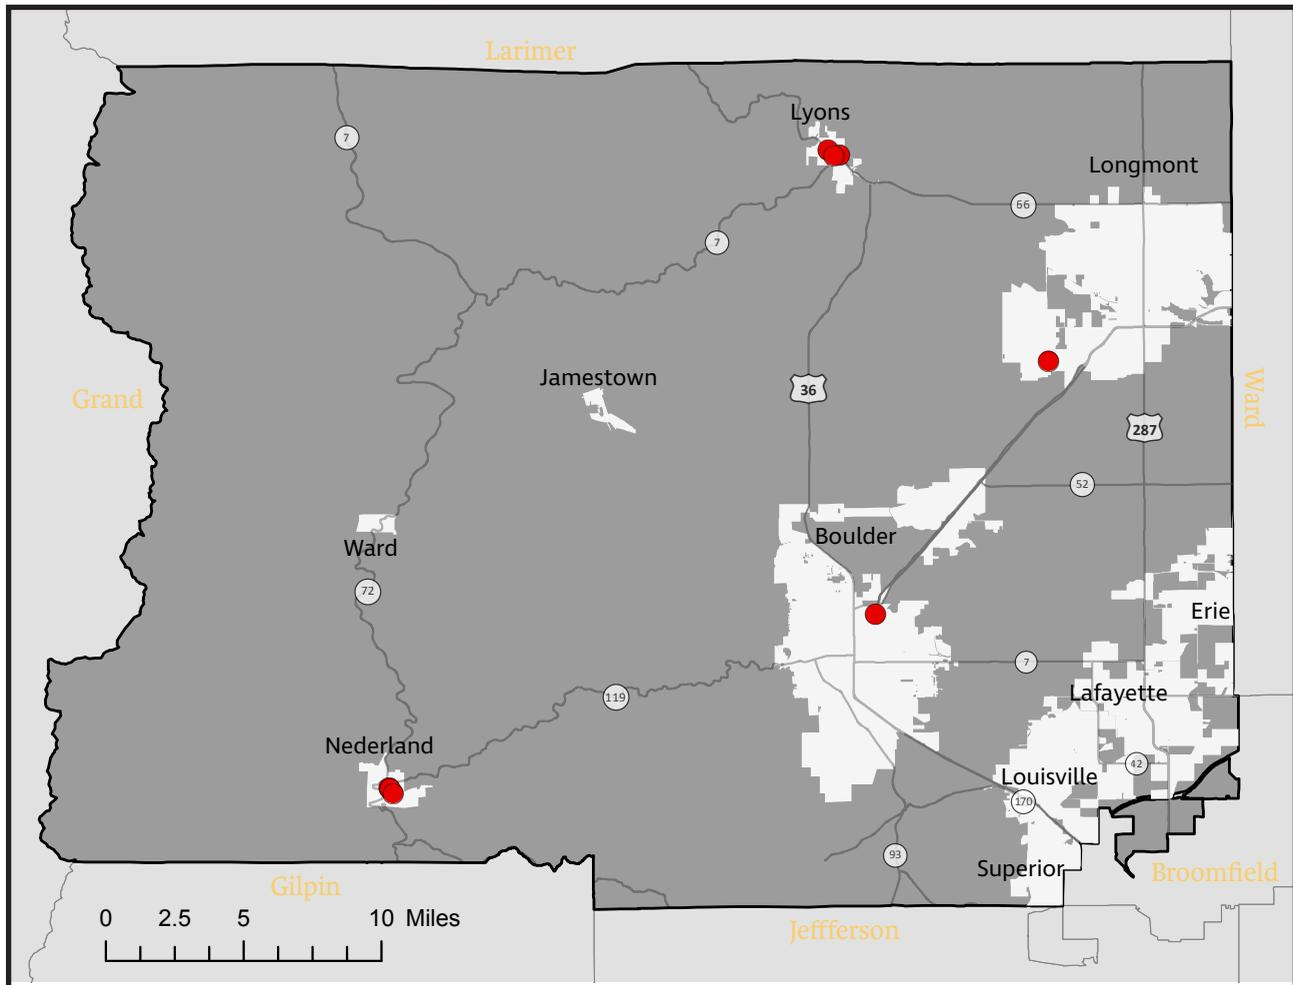 Larimer
Lyons
7
Longmont
66
7
Jamestown
36
Grand
Ward
287
52
Boulder
Ward
72
Erie
7
Lafayette
119
Nederland
42
Louisville
170
93
Superior
Broomfield
Gilpin
0 2.5 5 10 Miles
Jeffferson